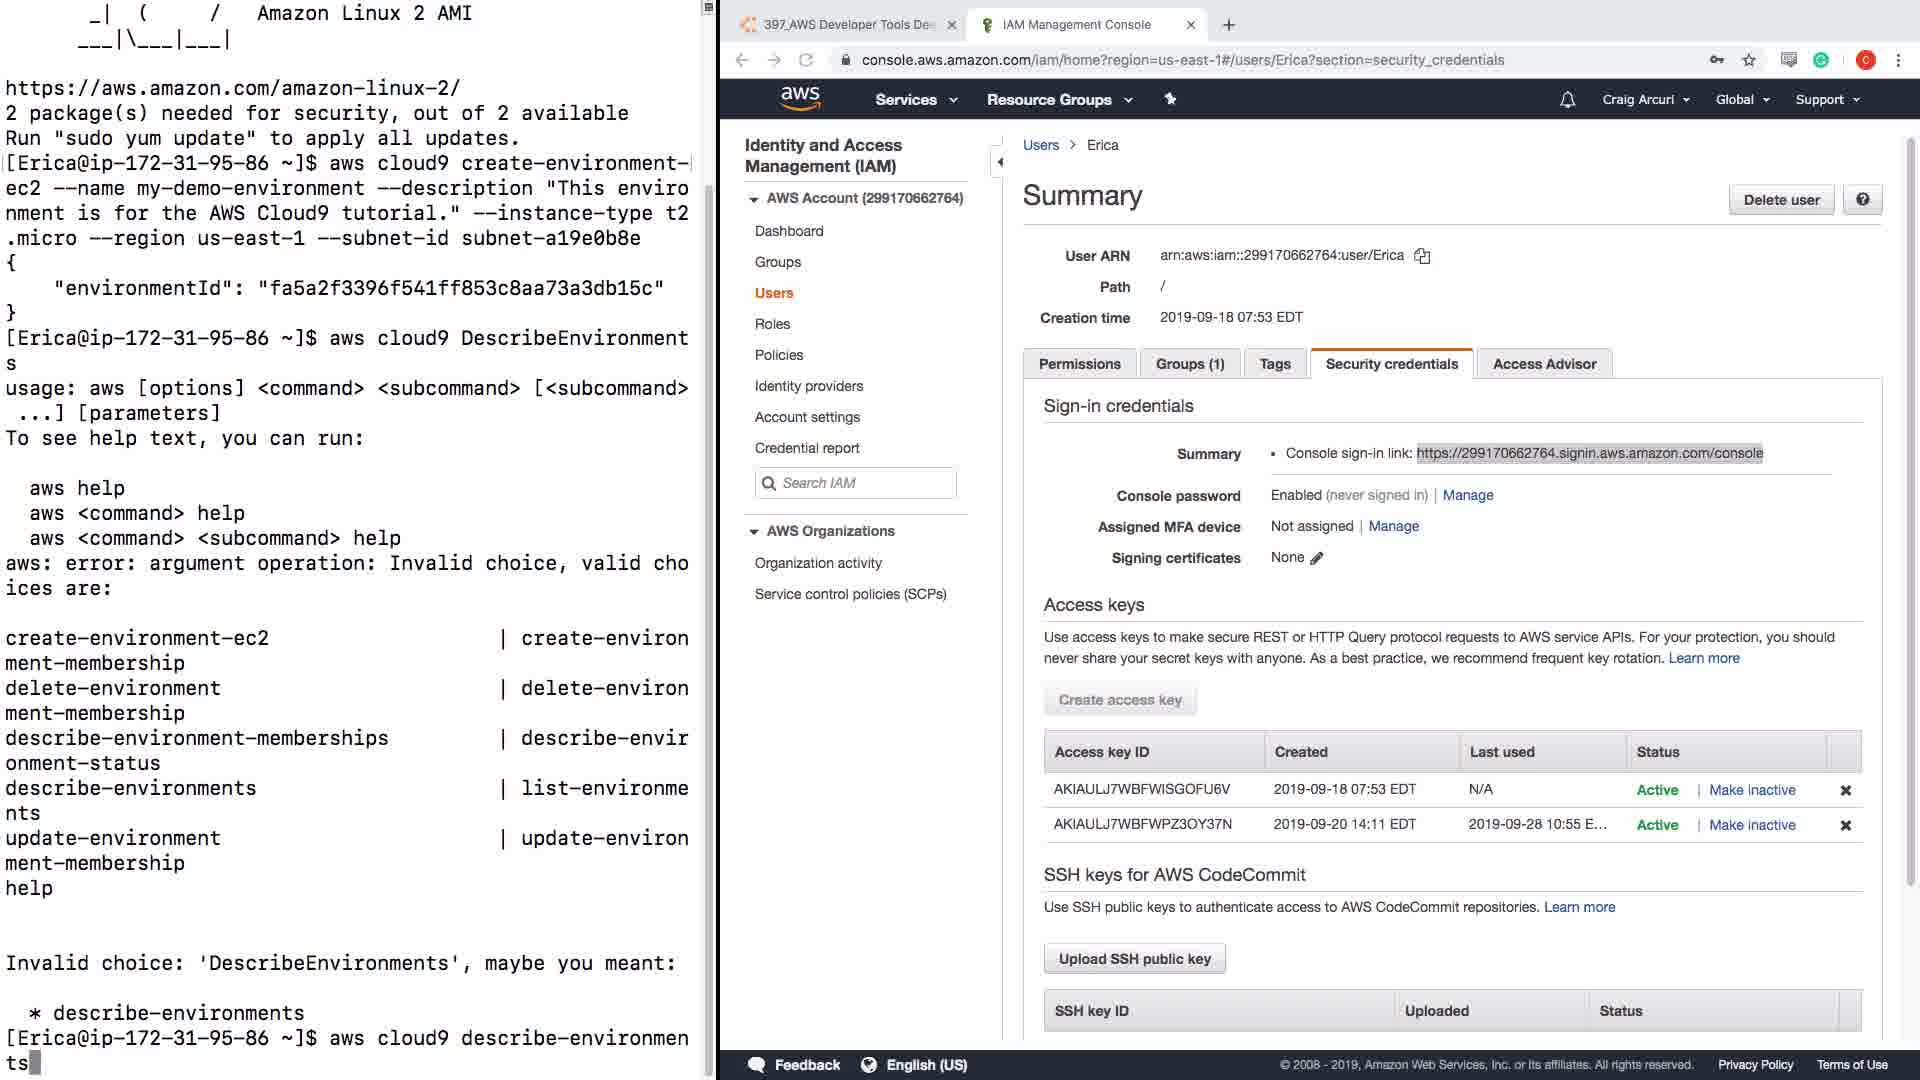 _|  (     /   Amazon Linux 2 AMI
___|\___|___|
https://aws.amazon.com/amazon-linux-2/
2 package(s) needed for security, out of 2 available
Run "sudo yum update" to apply all updates.
[Erica@ip-172-31-95-86 ~]$ aws cloud9 create-environment-
ec2 --name my-demo-environment --description "This enviro
nment is for the AWS Cloud9 tutorial." --instance-type t2
.micro --region us-east-1 --subnet-id subnet-a19e0b8e
{
    "environmentId": "fa5a2f3396f541ff853c8aa73a3db15c"
}
[Erica@ip-172-31-95-86 ~]$ aws cloud9 DescribeEnvironment
s
usage: aws [options] <command> <subcommand> [<subcommand>
 ...] [parameters]
To see help text, you can run:
  aws help
  aws <command> help
  aws <command> <subcommand> help
aws: error: argument operation: Invalid choice, valid cho
ices are:
create-environment-ec2                   | create-environ
ment-membership
delete-environment                       | delete-environ
ment-membership
describe-environment-memberships         | describe-envir
onment-status
describe-environments                    | list-environme
nts
update-environment                       | update-environ
ment-membership
help
Invalid choice: 'DescribeEnvironments', maybe you meant:
  * describe-environments
[Erica@ip-172-31-95-86 ~]$ aws cloud9 describe-environmen
ts
397_AWS Developer Tools De
IAM Management Console
console.aws.amazon.com/iam/home?region=us-east-1#/users/Erica?section=security_credentials
C
aws
Services
Resource Groups
Craig Arcuri
Global
Support
Identity and Access
Management (IAM)
AWS Account (299170662764)
Dashboard
Groups
Users
Roles
Policies
Identity providers
Account settings
Credential report
Search IAM
AWS Organizations
Organization activity
Service control policies (SCPs)
Users > Erica
Summary
Delete user
?
User ARN arn:aws:iam::299170662764:user/Erica
Path /
Creation time 2019-09-18 07:53 EDT
Permissions
Groups (1)
Tags
Security credentials
Access Advisor
Sign-in credentials
Summary • Console sign-in link: https://299170662764.signin.aws.amazon.com/console
Console password Enabled (never signed in) | Manage
Assigned MFA device Not assigned | Manage
Signing certificates None
Access keys
Use access keys to make secure REST or HTTP Query protocol requests to AWS service APIs. For your protection, you should
never share your secret keys with anyone. As a best practice, we recommend frequent key rotation. Learn more
Create access key
Access key ID Created Last used Status
AKIAULJ7WBFWISGOFU6V 2019-09-18 07:53 EDT N/A Active | Make inactive
AKIAULJ7WBFWPZ3OY37N 2019-09-20 14:11 EDT 2019-09-28 10:55 E... Active | Make inactive
SSH keys for AWS CodeCommit
Use SSH public keys to authenticate access to AWS CodeCommit repositories. Learn more
Upload SSH public key
SSH key ID Uploaded Status
Feedback
English (US)
© 2008 - 2019, Amazon Web Services, Inc. or its affiliates. All rights reserved.
Privacy Policy
Terms of Use